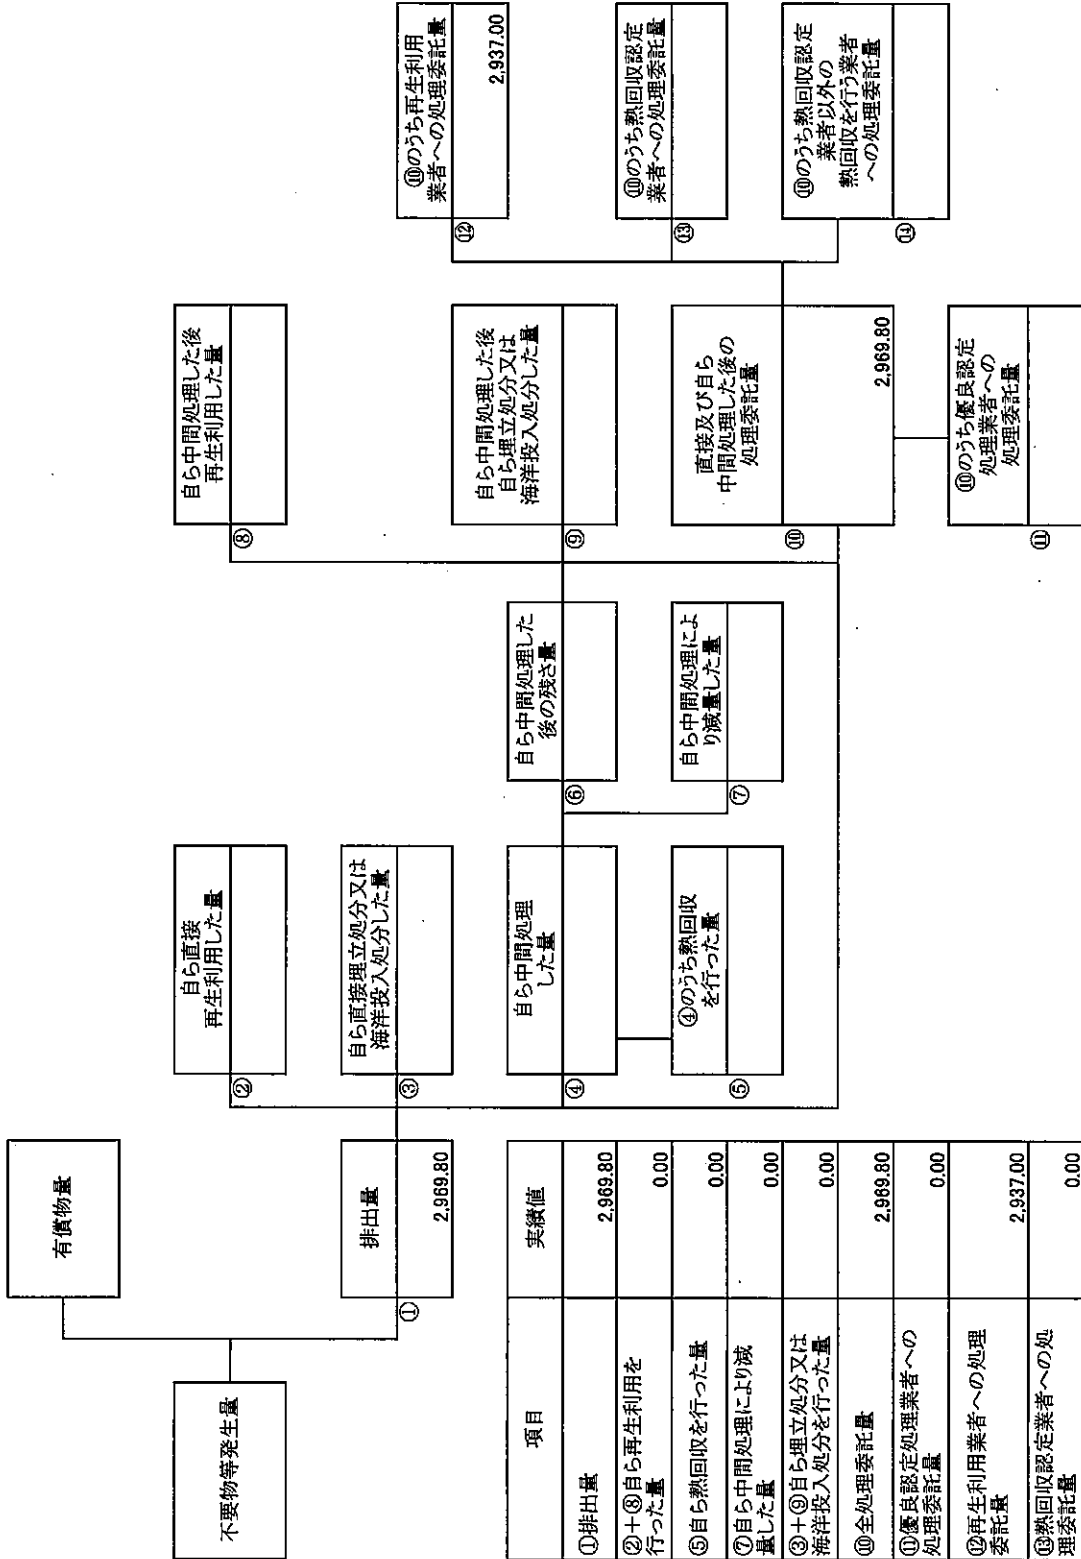 有償物量
不要物等発生量
排出量
①
2,969.80
自ら直接
再生利用した量
②
自ら直接埋立処分又は
海洋投入処分した量
③
自ら中間処理
した量
④
④のうち熱回収
を行った量
⑤
自ら中間処理した
後の残さ量
⑥
自ら中間処理によ
り減量した量
⑦
自ら中間処理した後
再生利用した量
⑧
自ら中間処理した後
自ら埋立処分又は
海洋投入処分した量
⑨
直接及び自ら
中間処理した後の
処理委託量
⑩
2,969.80
⑩のうち優良認定
処理業者への
処理委託量
⑪
⑩のうち再生利用
業者への処理委託量
⑫
2,937.00
⑩のうち熱回収認定
業者への処理委託量
⑬
⑩のうち熱回収認定
業者以外の
熱回収を行う業者
への処理委託量
⑭
項目 実績値
①排出量 2,969.80
②+⑧自ら再生利用を
行った量 0.00
⑤自ら熱回収を行った量 0.00
⑦自ら中間処理により減
量した量 0.00
③+⑨自ら埋立処分又は
海洋投入処分を行った量 0.00
⑩全処理委託量 2,969.80
⑪優良認定処理業者への
処理委託量 0.00
⑫再生利用業者への処理
委託量 2,937.00
⑬熱回収認定業者への処
理委託量 0.00